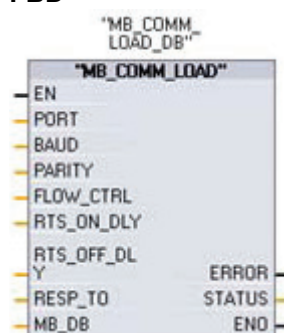 "MB_COMM_
LOAD_DB"
"MB_COMM_LOAD"
EN
PORT
BAUD
PARITY
FLOW_CTRL
RTS_ON_DLY
RTS_OFF_DL
Y
ERROR
RESP_TO
STATUS
MB_DB
ENO